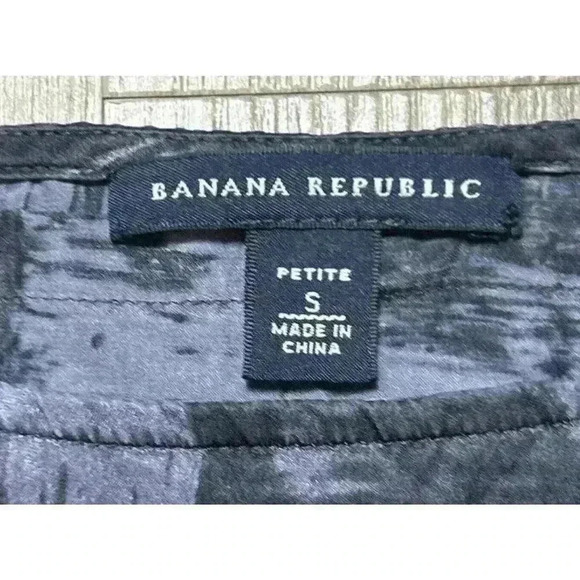 BANANA REPUBLIC
PETITE
S
MADE IN
CHINA